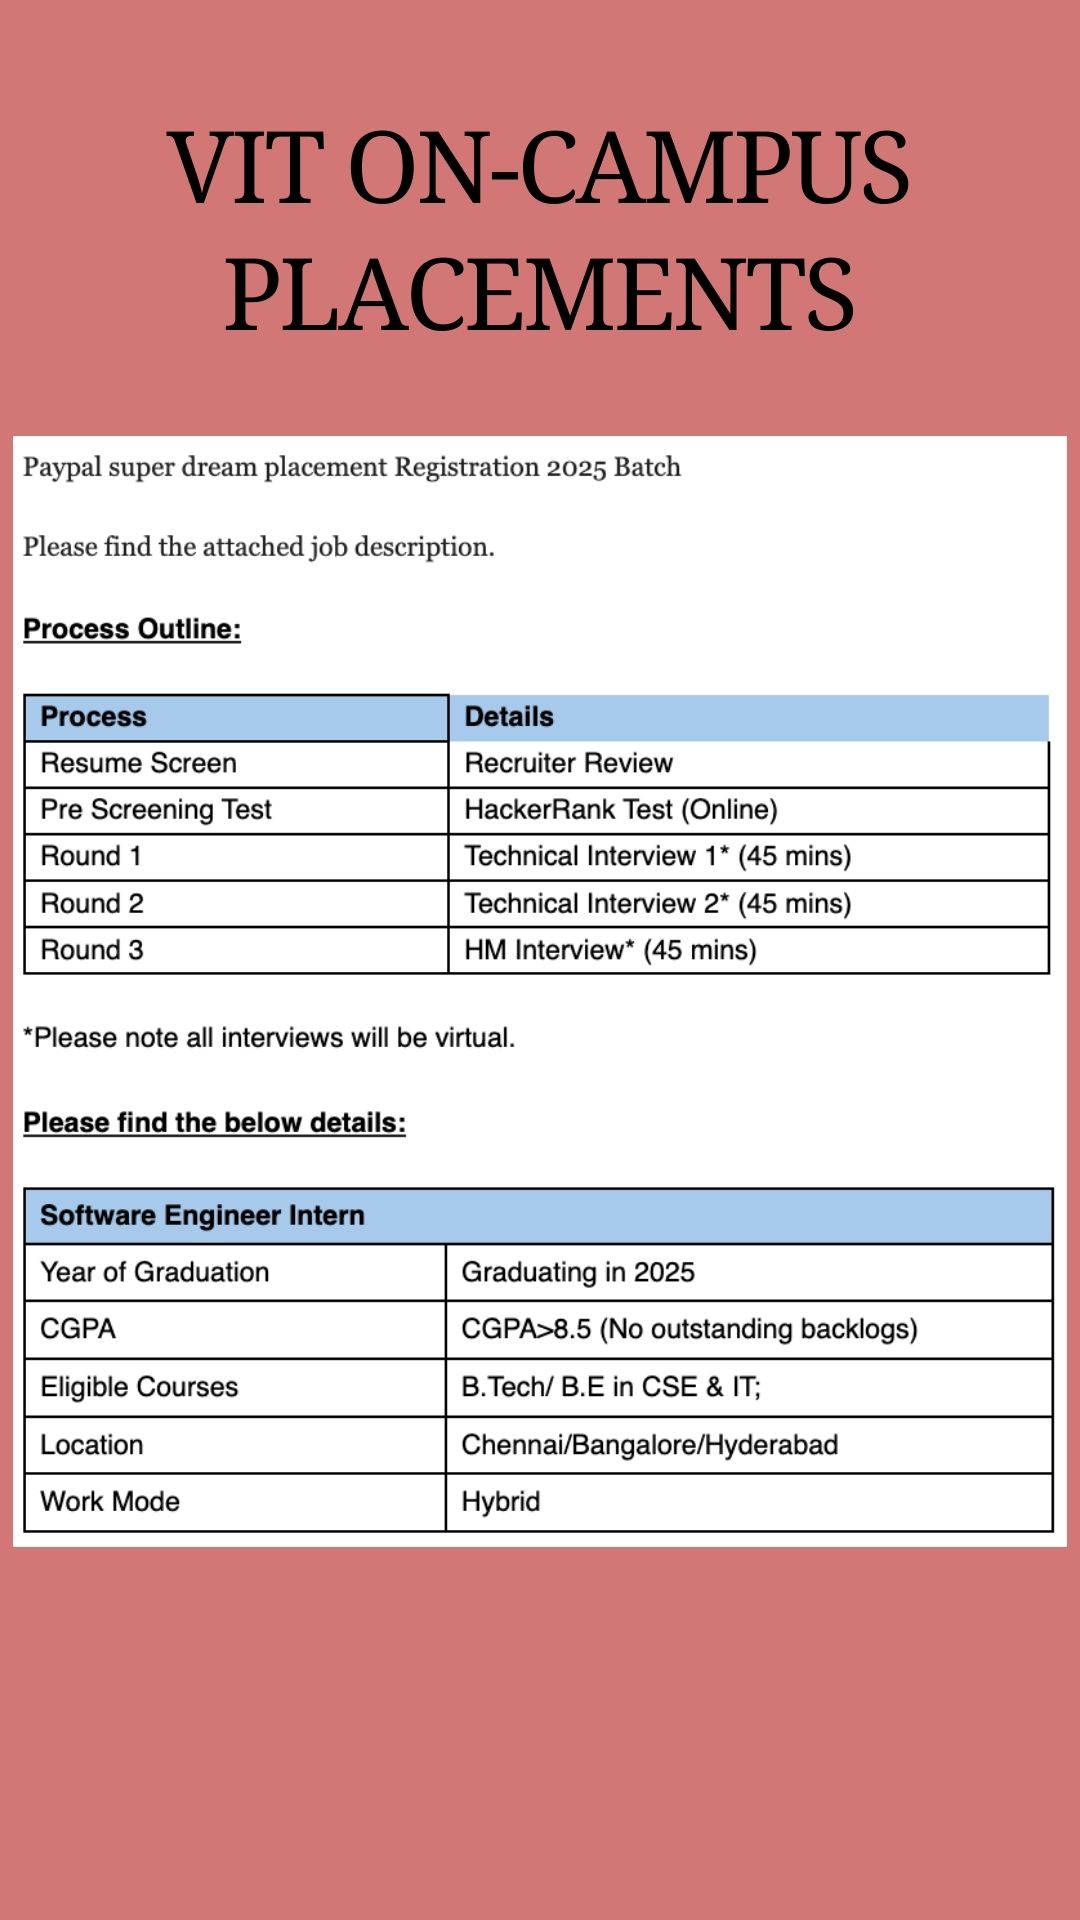 VIT ON-CAMPUS
PLACEMENTS
Paypal super dream placement Registration 2025 Batch
Please find the attached job description.
Process Outline:
Process Details
Resume Screen Recruiter Review
Pre Screening Test HackerRank Test (Online)
Round 1 Technical Interview 1* (45 mins)
Round 2 Technical Interview 2* (45 mins)
Round 3 HM Interview* (45 mins)
*Please note all interviews will be virtual.
Please find the below details:
Software Engineer Intern
Year of Graduation Graduating in 2025
CGPA CGPA>8.5 (No outstanding backlogs)
Eligible Courses B.Tech/ B.E in CSE & IT;
Location Chennai/Bangalore/Hyderabad
Work Mode Hybrid